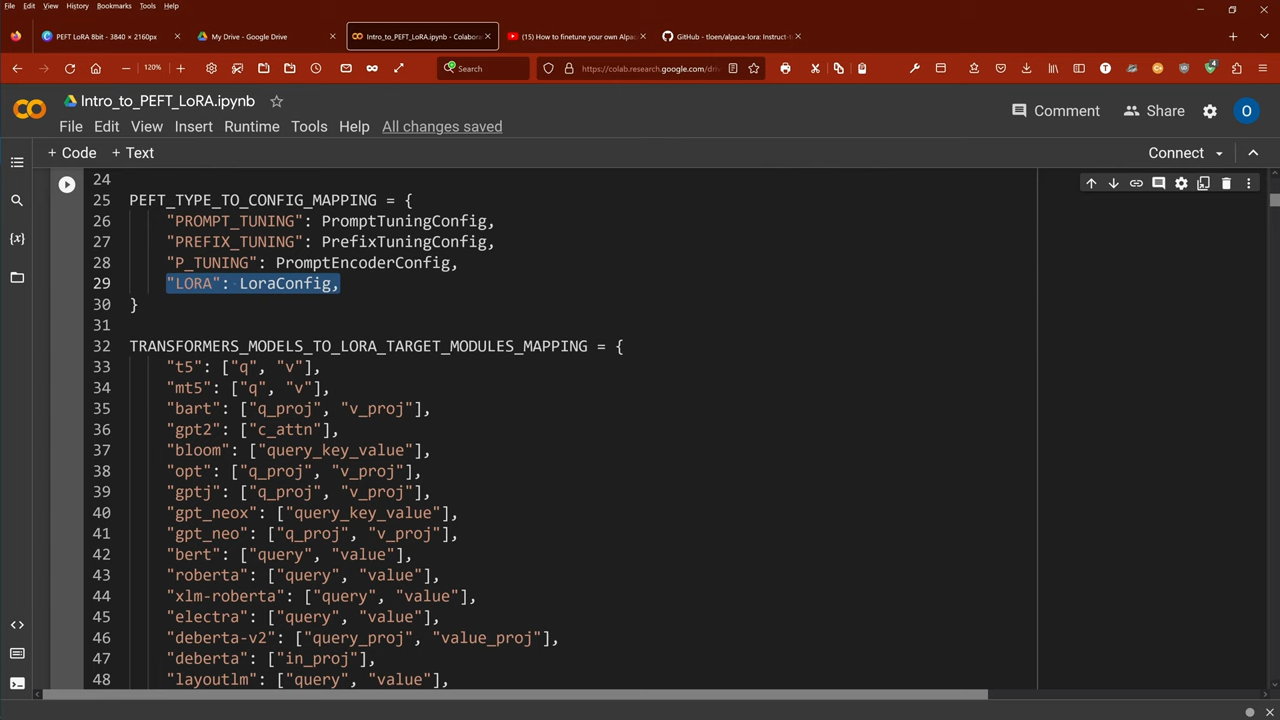 File Edit View History Bookmarks Tools Help
PEFT LoRA 8bit - 3840 × 2160px
My Drive - Google Drive
Intro_to_PEFT_LoRA.ipynb - Colabora
(15) How to finetune your own Alpac
GitHub - tloen/alpaca-lora: Instruct-t
120%
Search
https://colab.research.google.com/driv
Intro_to_PEFT_LoRA.ipynb
Comment
Share
O
File Edit View Insert Runtime Tools Help All changes saved
+ Code + Text
Connect
24
25 PEFT_TYPE_TO_CONFIG_MAPPING = {
26 "PROMPT_TUNING": PromptTuningConfig,
27 "PREFIX_TUNING": PrefixTuningConfig,
28 "P_TUNING": PromptEncoderConfig,
29 "LORA": LoraConfig,
30 }
31
32 TRANSFORMERS_MODELS_TO_LORA_TARGET_MODULES_MAPPING = {
33 "t5": ["q", "v"],
34 "mt5": ["q", "v"],
35 "bart": ["q_proj", "v_proj"],
36 "gpt2": ["c_attn"],
37 "bloom": ["query_key_value"],
38 "opt": ["q_proj", "v_proj"],
39 "gptj": ["q_proj", "v_proj"],
40 "gpt_neox": ["query_key_value"],
41 "gpt_neo": ["q_proj", "v_proj"],
42 "bert": ["query", "value"],
43 "roberta": ["query", "value"],
44 "xlm-roberta": ["query", "value"],
45 "electra": ["query", "value"],
46 "deberta-v2": ["query_proj", "value_proj"],
47 "deberta": ["in_proj"],
48 "layoutlm": ["query", "value"],